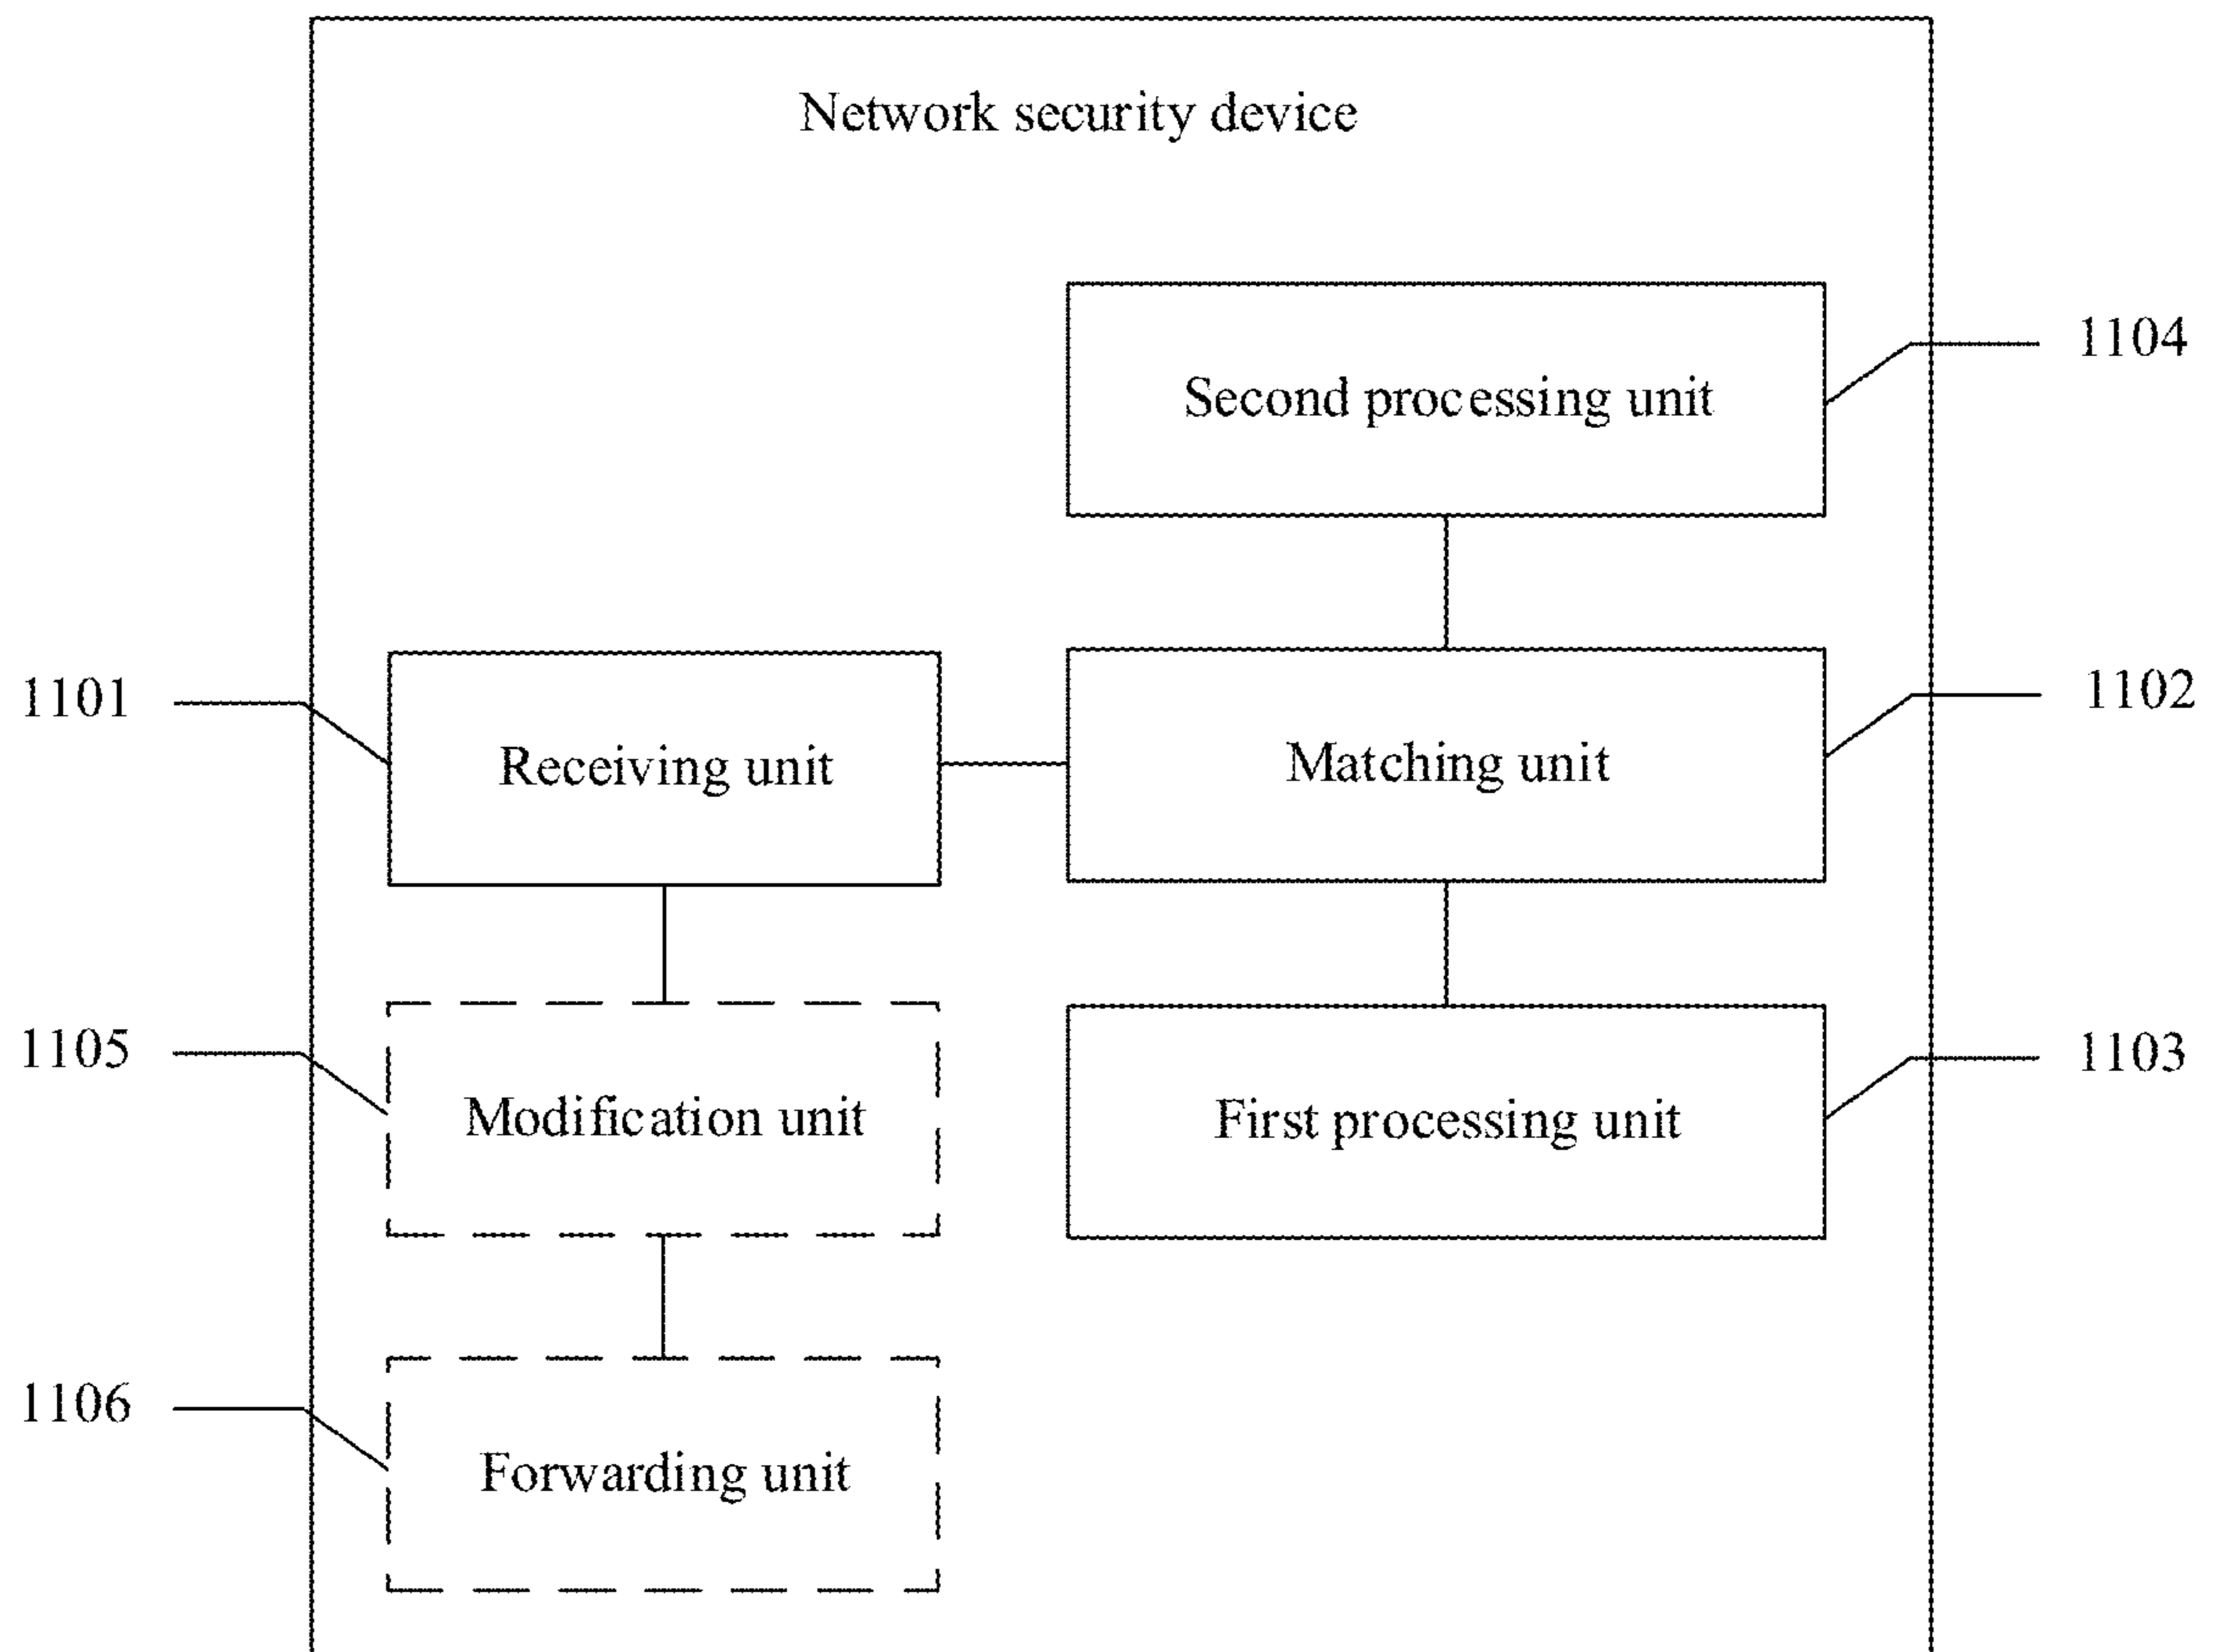 Network security device
Second processing unit
1104
1101
Receiving unit
Matching unit
1102
1105
Modification unit
First processing unit
1103
1106
Forwarding unit